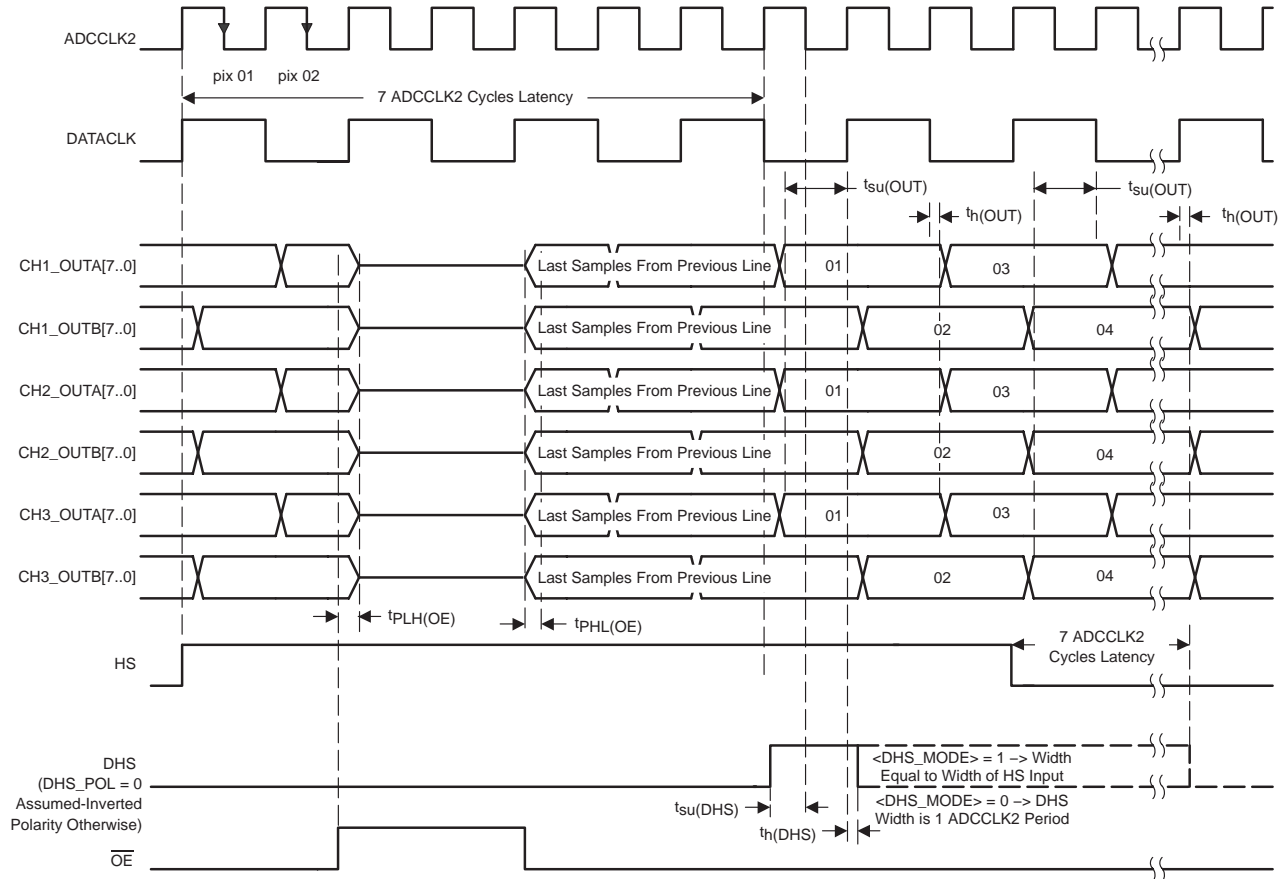 ADCCLK2
pix 01 pix 02
7 ADCCLK2 Cycles Latency
DATACLK
tsu(OUT) tsu(OUT)
th(OUT) th(OUT)
CH1_OUTA[7..0] Last Samples From Previous Line 01 03
CH1_OUTB[7..0] Last Samples From Previous Line 02 04
CH2_OUTA[7..0] Last Samples From Previous Line 01 03
CH2_OUTB[7..0] Last Samples From Previous Line 02 04
CH3_OUTA[7..0] Last Samples From Previous Line 01 03
CH3_OUTB[7..0] Last Samples From Previous Line 02 04
tPLH(OE) tPHL(OE)
7 ADCCLK2
Cycles Latency
HS
DHS
(DHS_POL = 0
Assumed-Inverted
Polarity Otherwise)
<DHS_MODE> = 1 –> Width
Equal to Width of HS Input
<DHS_MODE> = 0 –> DHS
Width is 1 ADCCLK2 Period
tsu(DHS)
th(DHS)
OE